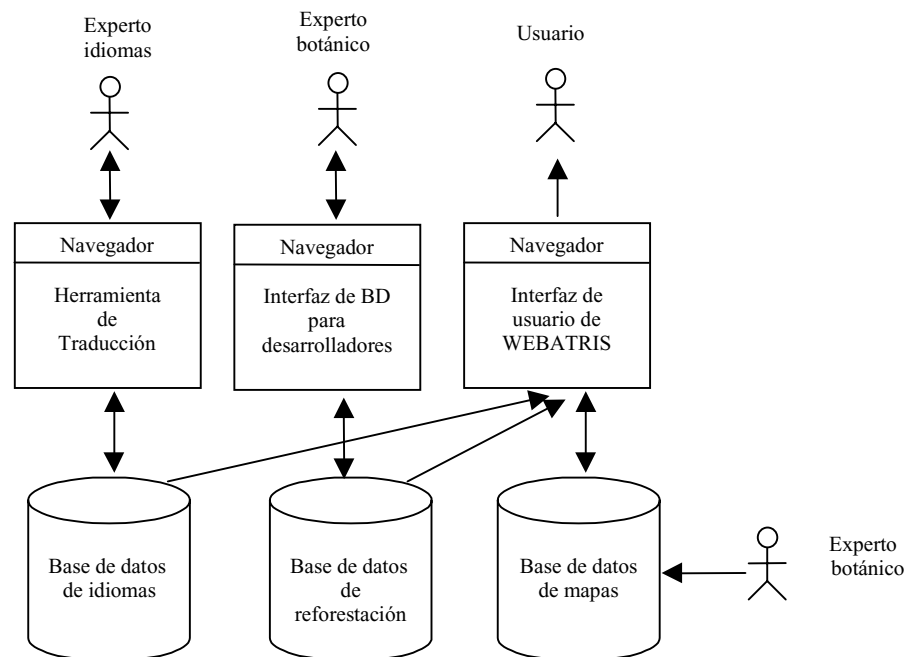 Experto
idiomas
Experto
botánico
Usuario
Navegador
Herramienta
de
Traducción
Navegador
Interfaz de BD
para
desarrolladores
Navegador
Interfaz de
usuario de
WEBATRIS
Base de datos
de idiomas
Base de datos
de
reforestación
Base de datos
de mapas
Experto
botánico